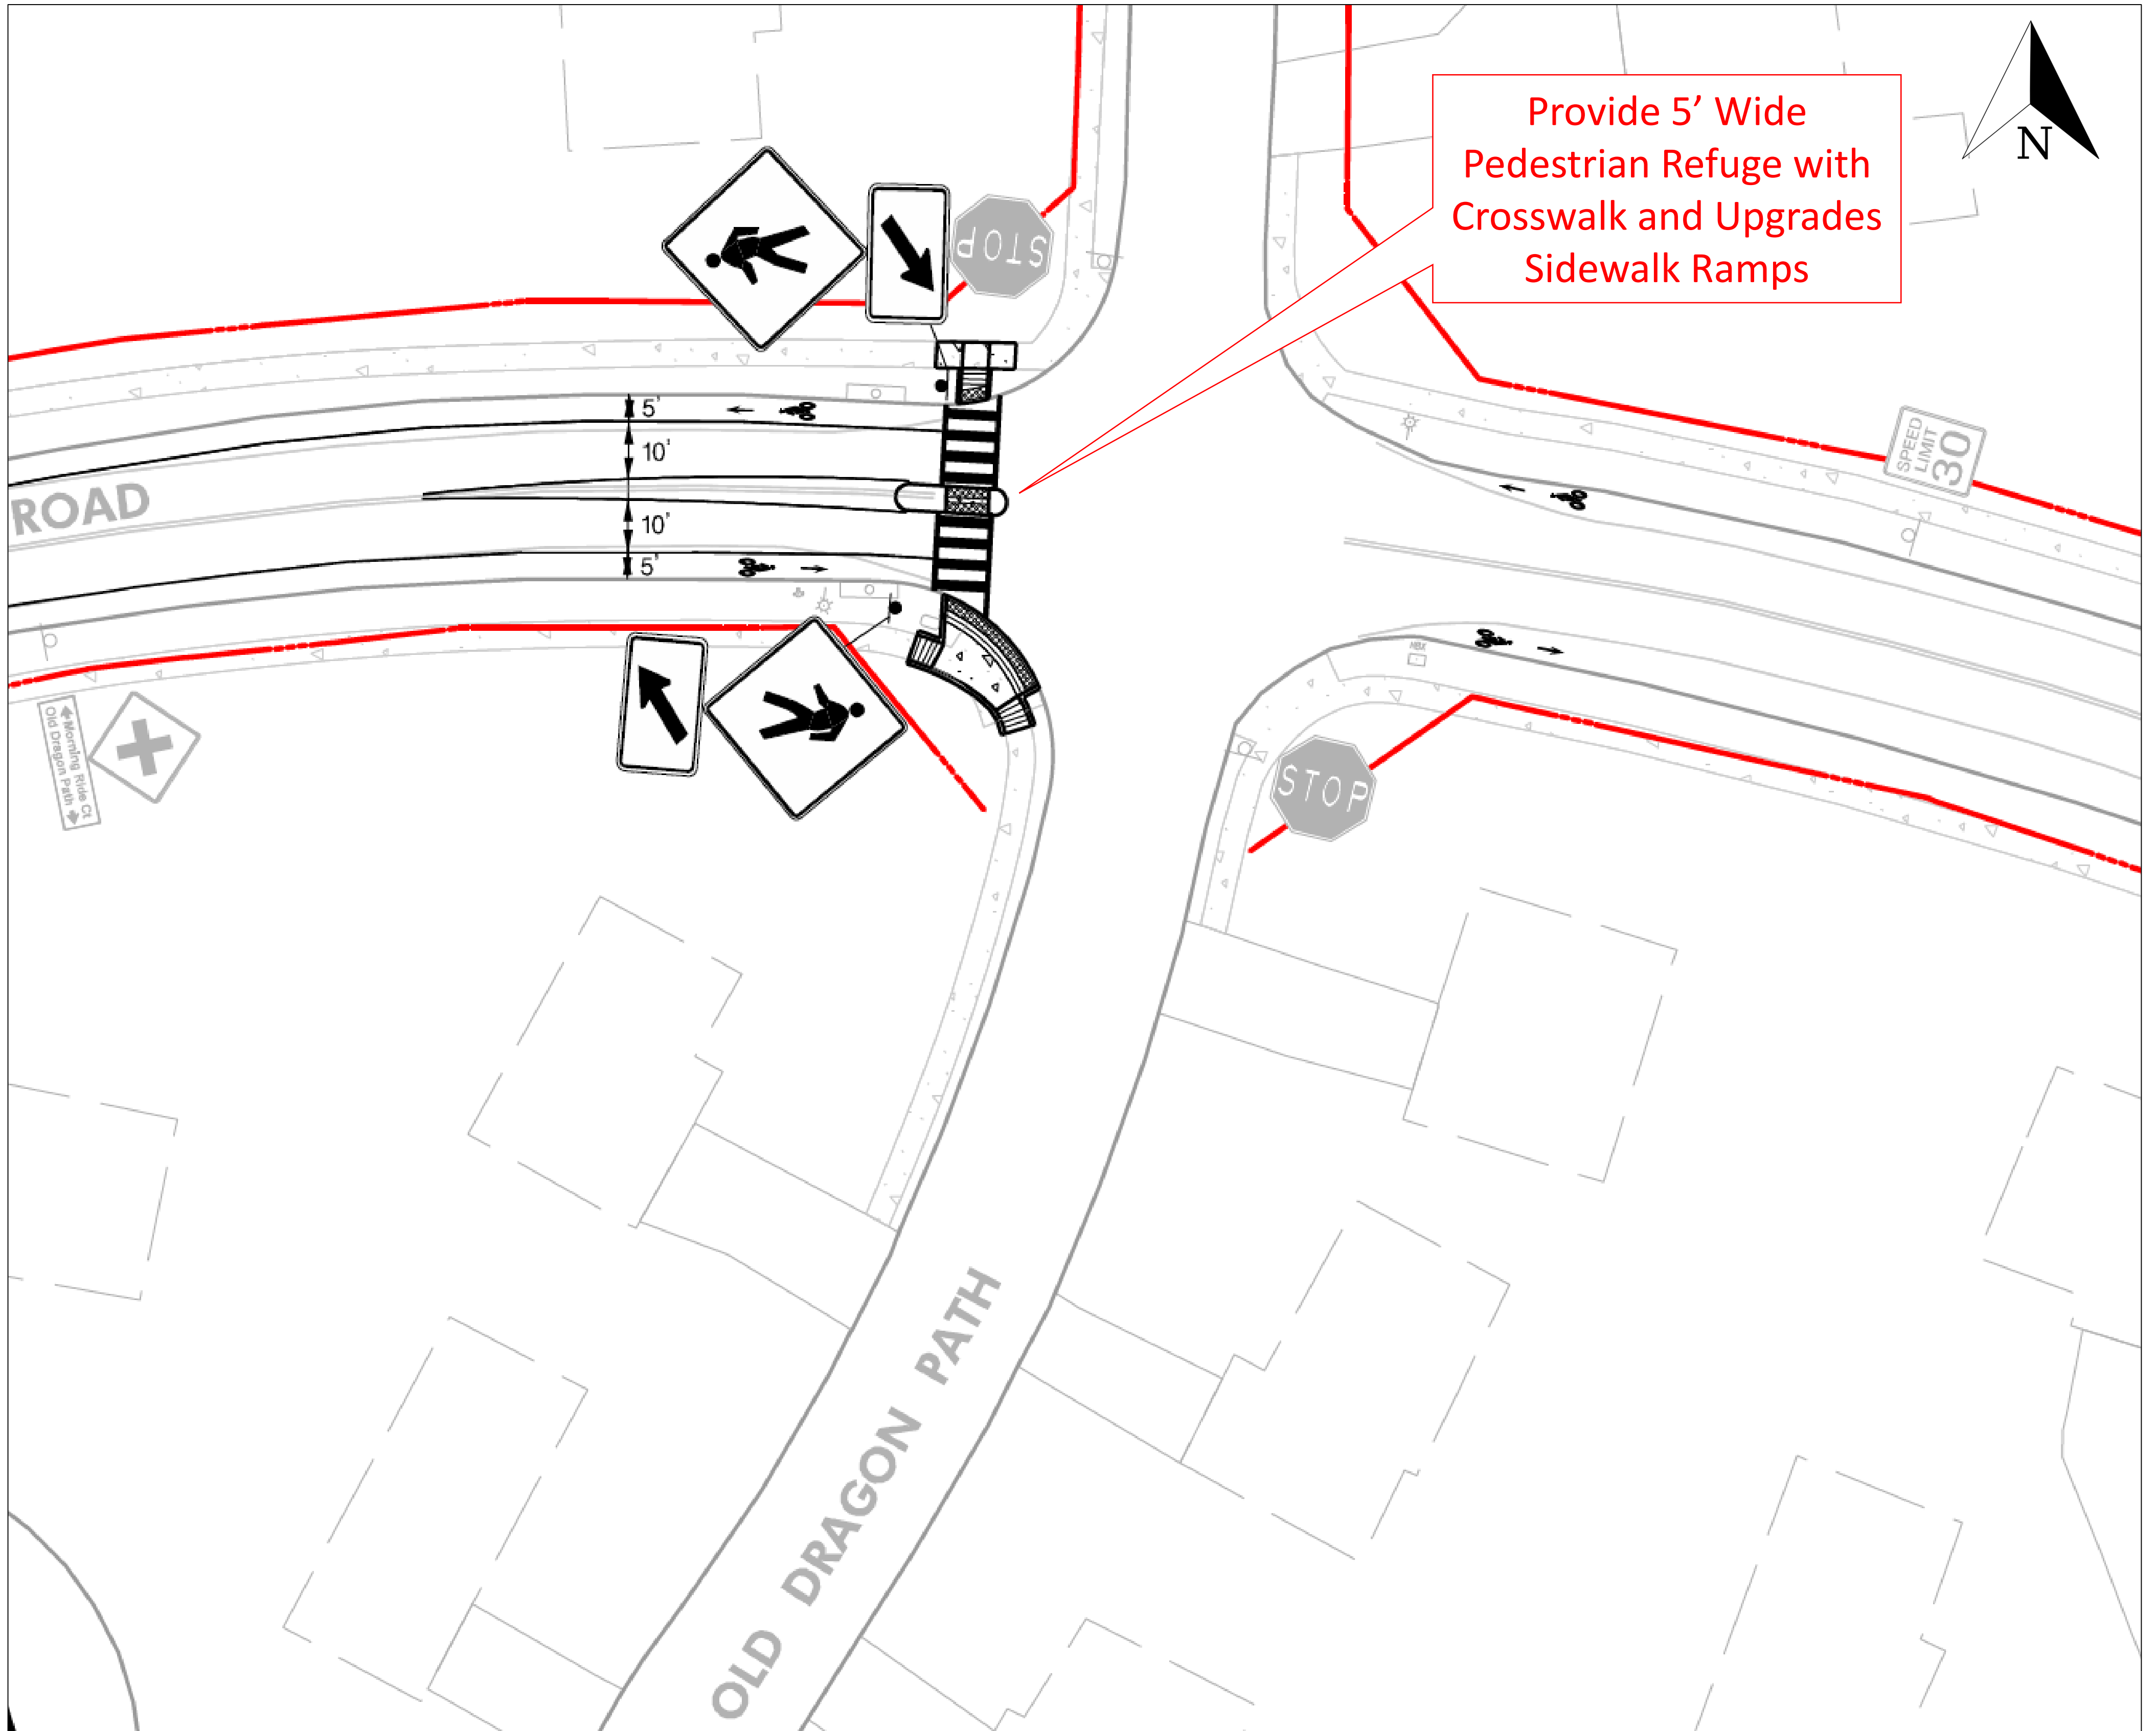 Provide 5’ Wide
Pedestrian Refuge with
Crosswalk and Upgrades
Sidewalk Ramps
N
STOP
SPEED
LIMIT
30
5'
10'
10'
5'
ROAD
Morning Ride Ct
Old Dragon Path
STOP
OLD DRAGON PATH